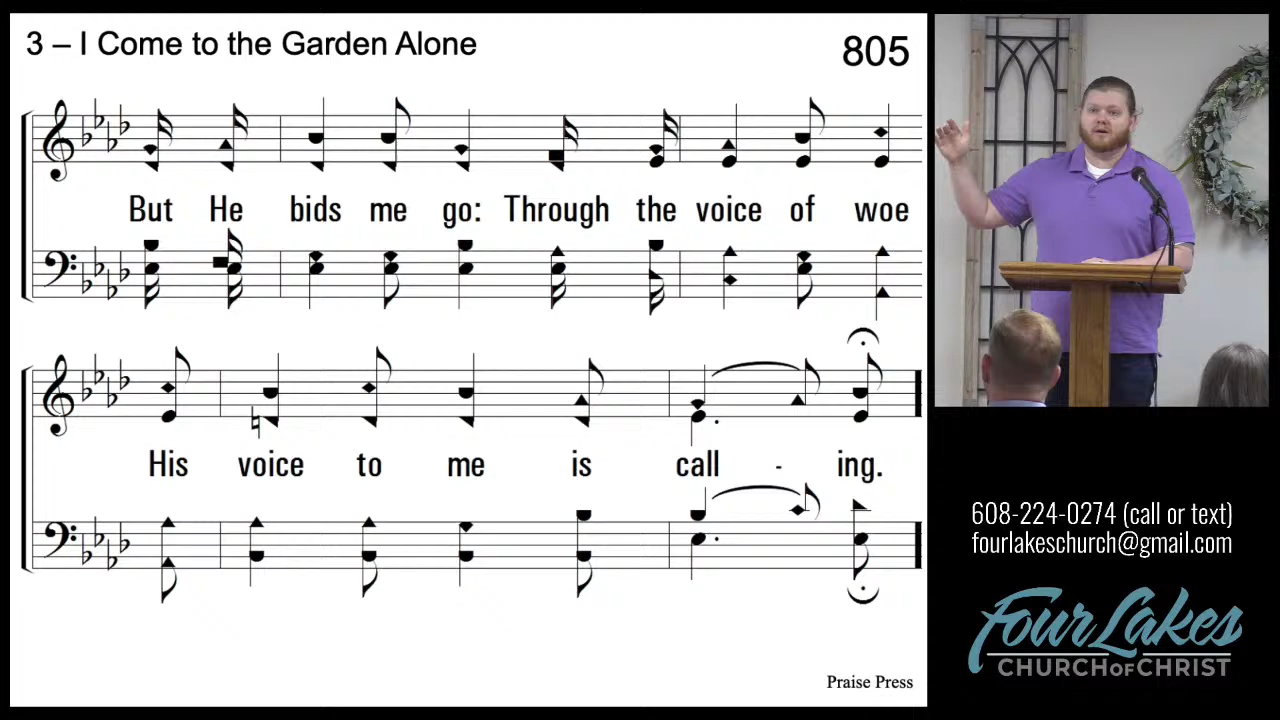 3 – I Come to the Garden Alone
805
But He bids me go: Through the voice of woe
His voice to me is call - ing.
Praise Press
608-224-0274 (call or text)
fourlakeschurch@gmail.com
Four Lakes
CHURCH OF CHRIST